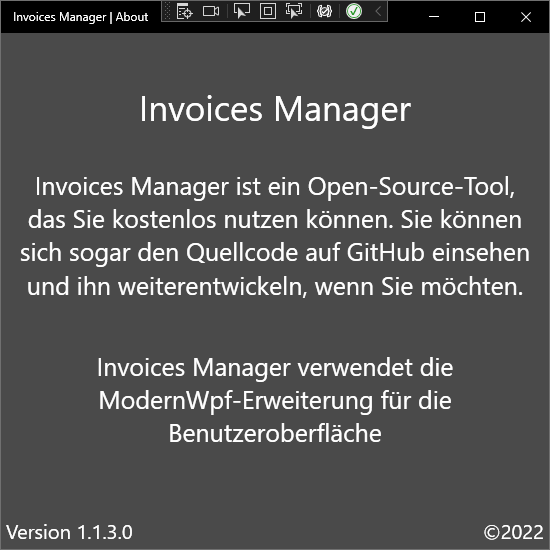 Invoices Manager | About
Invoices Manager
Invoices Manager ist ein Open-Source-Tool,
das Sie kostenlos nutzen können. Sie können
sich sogar den Quellcode auf GitHub einsehen
und ihn weiterentwickeln, wenn Sie möchten.
Invoices Manager verwendet die
ModernWpf-Erweiterung für die
Benutzeroberfläche
Version 1.1.3.0
©2022